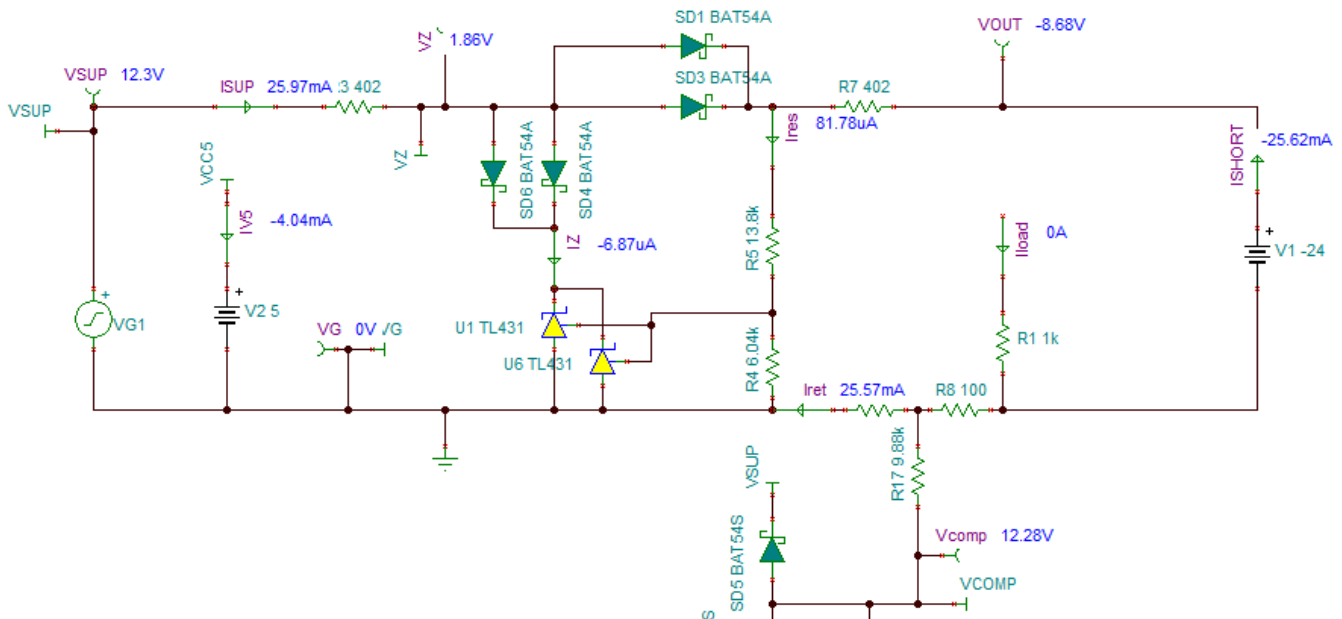 SD1 BAT54A
VOUT -8.68V
VZ 1.86V
VSUP 12.3V
ISUP 25.97mA :3 402
SD3 BAT54A
R7 402
VSUP
Ires 81.78uA
-25.62mA
ISHORT
VZ
SD6 BAT54A
SD4 BAT54A
VCC5
IV5 -4.04mA
IZ -6.87uA
R5 13.8k
Iload 0A
+
V1 -24
+
VG1
+
V2 5
VG 0V /G
U1 TL431
U6 TL431
R4 6.04k
R1 1k
Iret 25.57mA
R8 100
R17 9.88k
VSUP
SD5 BAT54S
Vcomp 12.28V
VCOMP
S